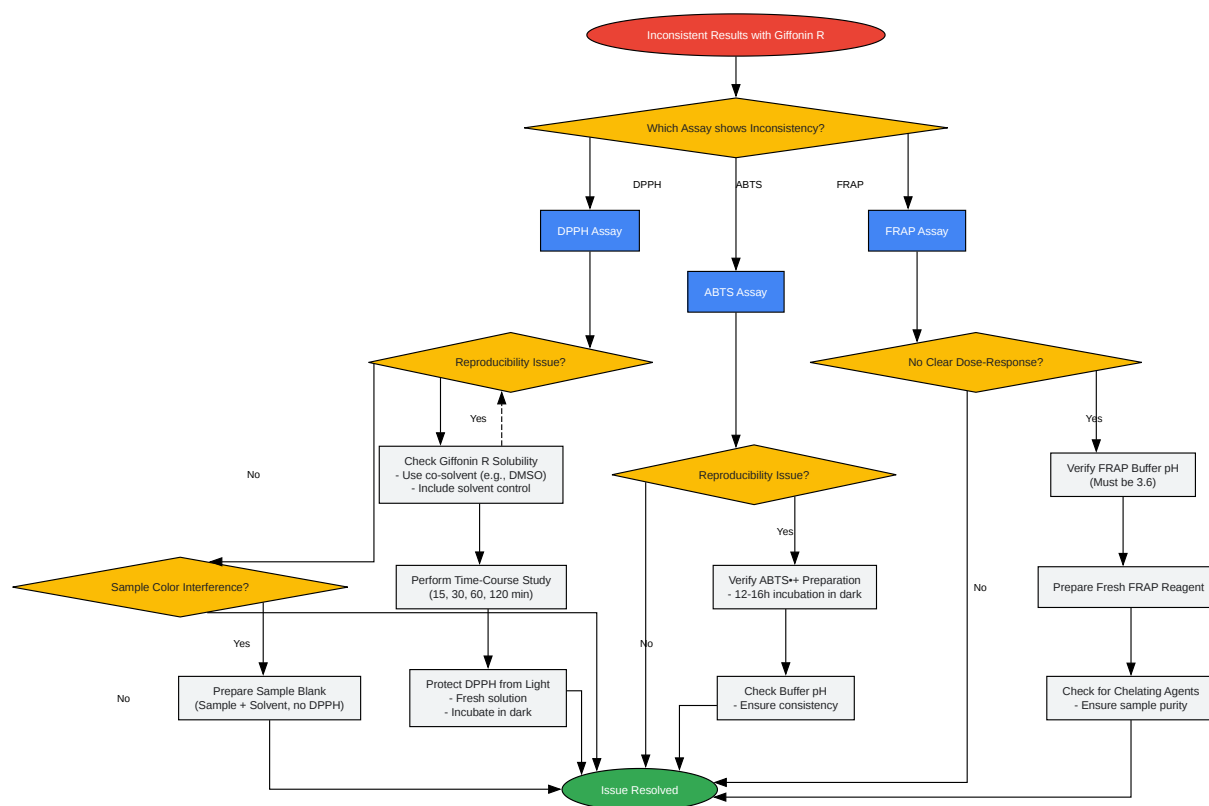 Inconsistent Results with Giffonin R
Which Assay shows Inconsistency?
DPPH
ABTS
FRAP
DPPH Assay
FRAP Assay
ABTS Assay
Reproducibility Issue?
No Clear Dose-Response?
Yes
Yes
No
Check Giffonin R Solubility
- Use co-solvent (e.g., DMSO)
- Include solvent control
Reproducibility Issue?
Verify FRAP Buffer pH
(Must be 3.6)
Yes
Sample Color Interference?
Perform Time-Course Study
(15, 30, 60, 120 min)
Verify ABTS•+ Preparation
- 12-16h incubation in dark
No
Prepare Fresh FRAP Reagent
Yes
No
No
Prepare Sample Blank
(Sample + Solvent, no DPPH)
Protect DPPH from Light
- Fresh solution
- Incubate in dark
Check Buffer pH
- Ensure consistency
Check for Chelating Agents
- Ensure sample purity
Issue Resolved